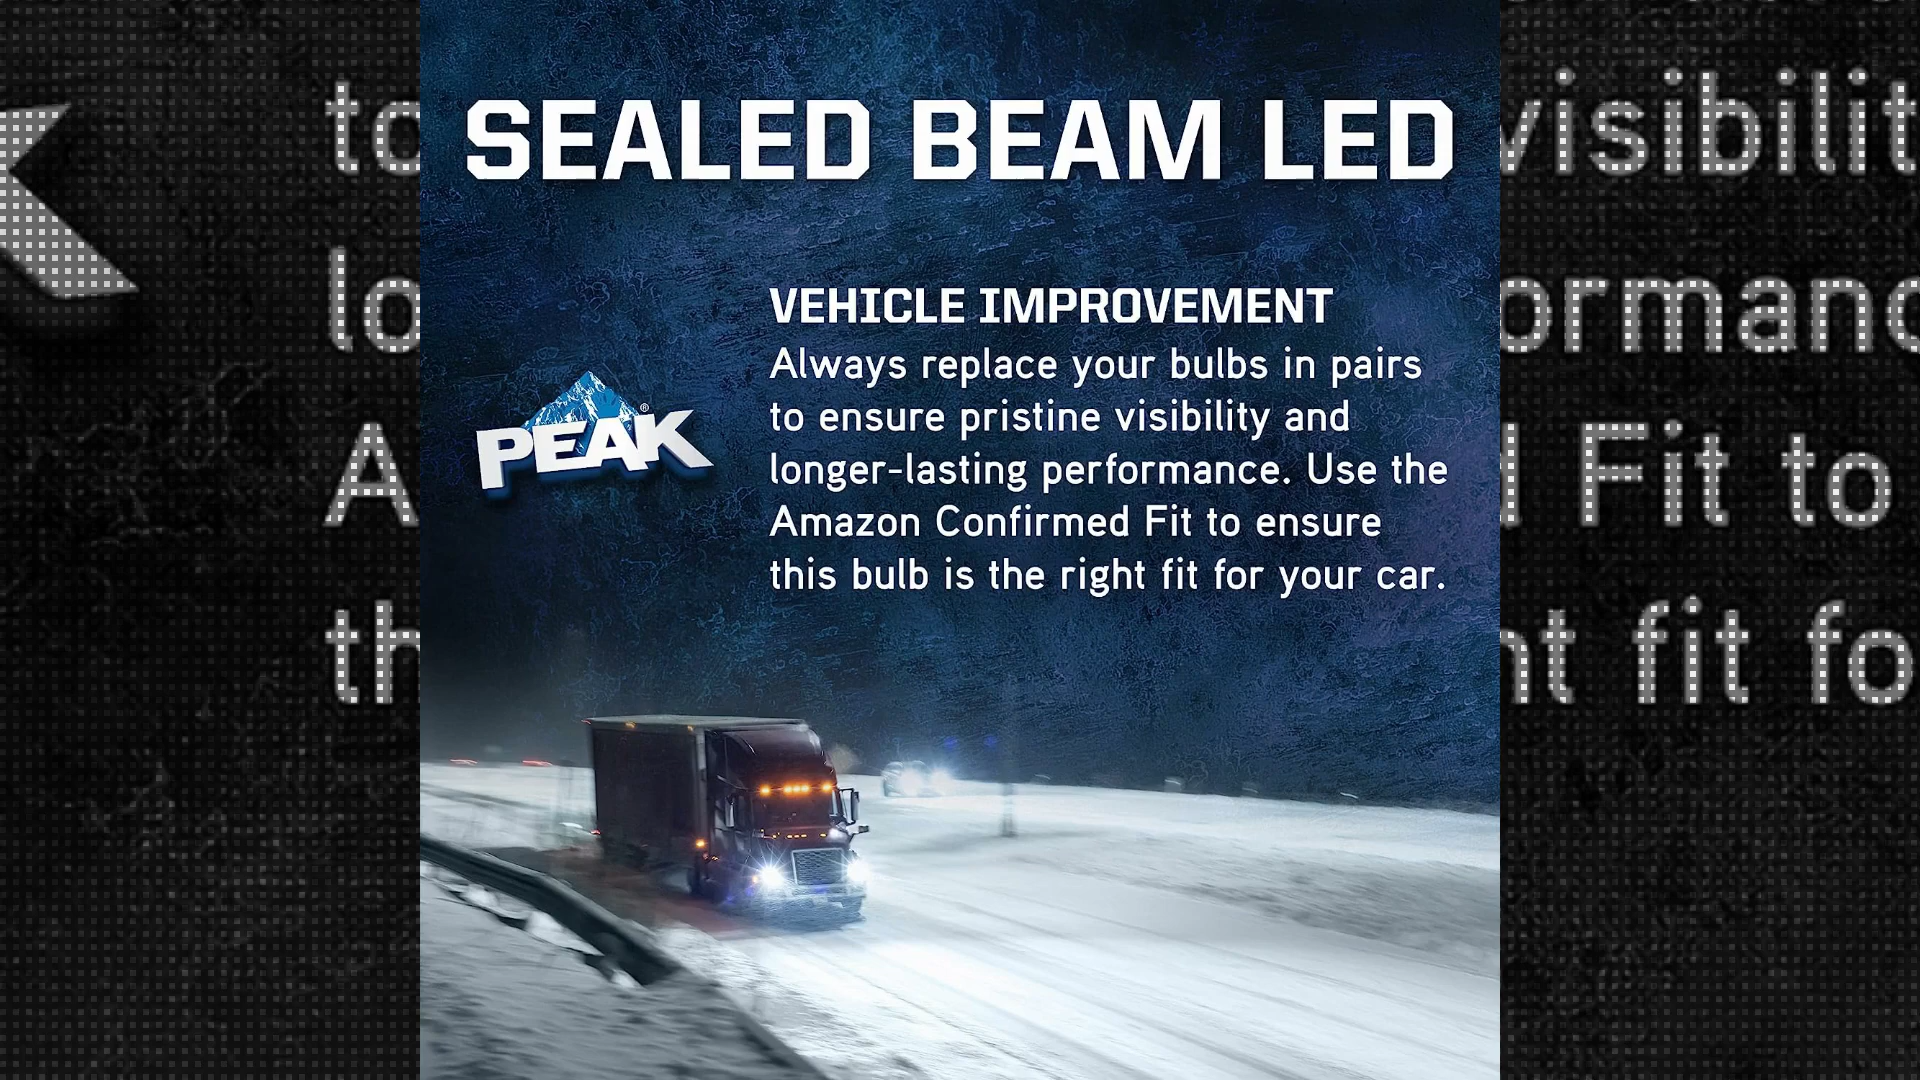 SEALED BEAM LED
VEHICLE IMPROVEMENT
Always replace your bulbs in pairs
to ensure pristine visibility and
longer-lasting performance. Use the
Amazon Confirmed Fit to ensure
this bulb is the right fit for your car.
PEAK®